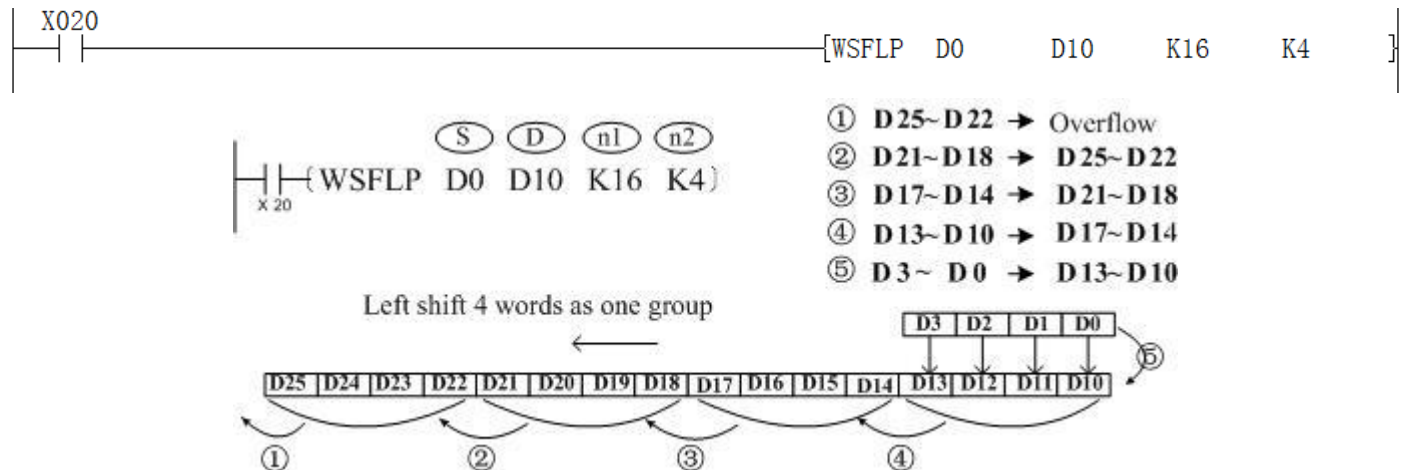 X020
[WSFLP D0 D10 K16 K4 ]
S D n1 n2
WSFLP D0 D10 K16 K4
X 20
① D25~D22 → Overflow
② D21~D18 → D25~D22
③ D17~D14 → D21~D18
④ D13~D10 → D17~D14
⑤ D3~ D0 → D13~D10
Left shift 4 words as one group
←
D3 D2 D1 D0
⑤
D25 D24 D23 D22 D21 D20 D19 D18 D17 D16 D15 D14 D13 D12 D11 D10
① ② ③ ④